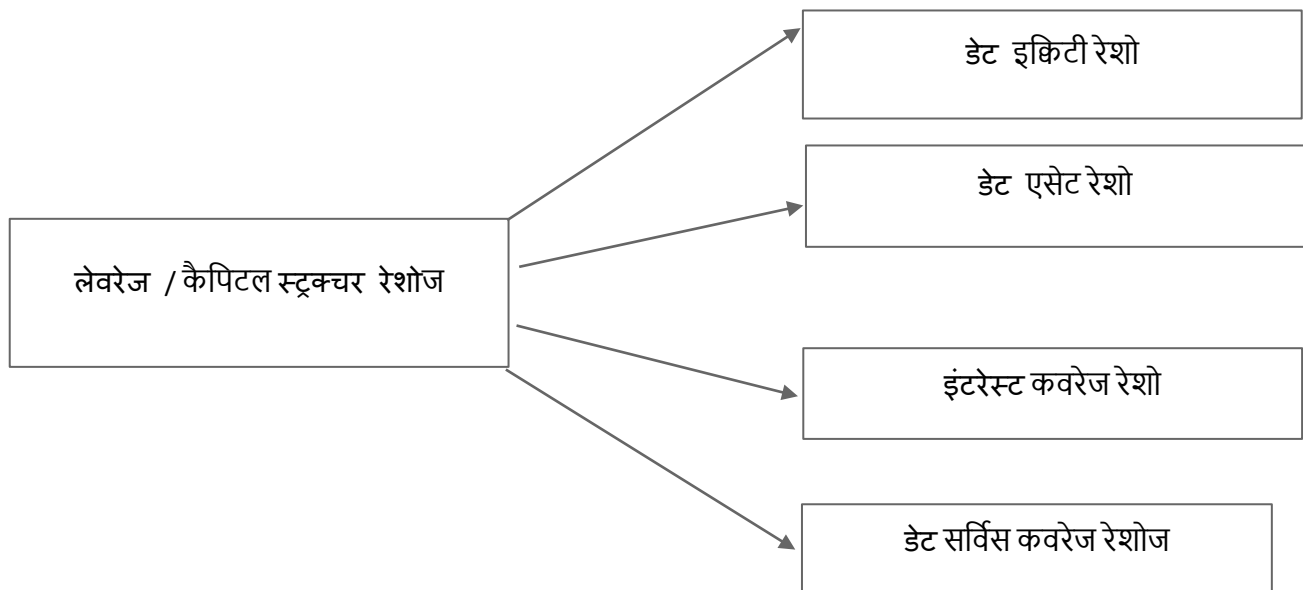 डेट इक्विटी रेशो
डेट एसेट रेशो
लेवरेज / कैपिटल स्ट्रक्चर रेशोज
इंटरेस्ट कवरेज रेशो
डेट सर्विस कवरेज रेशोज